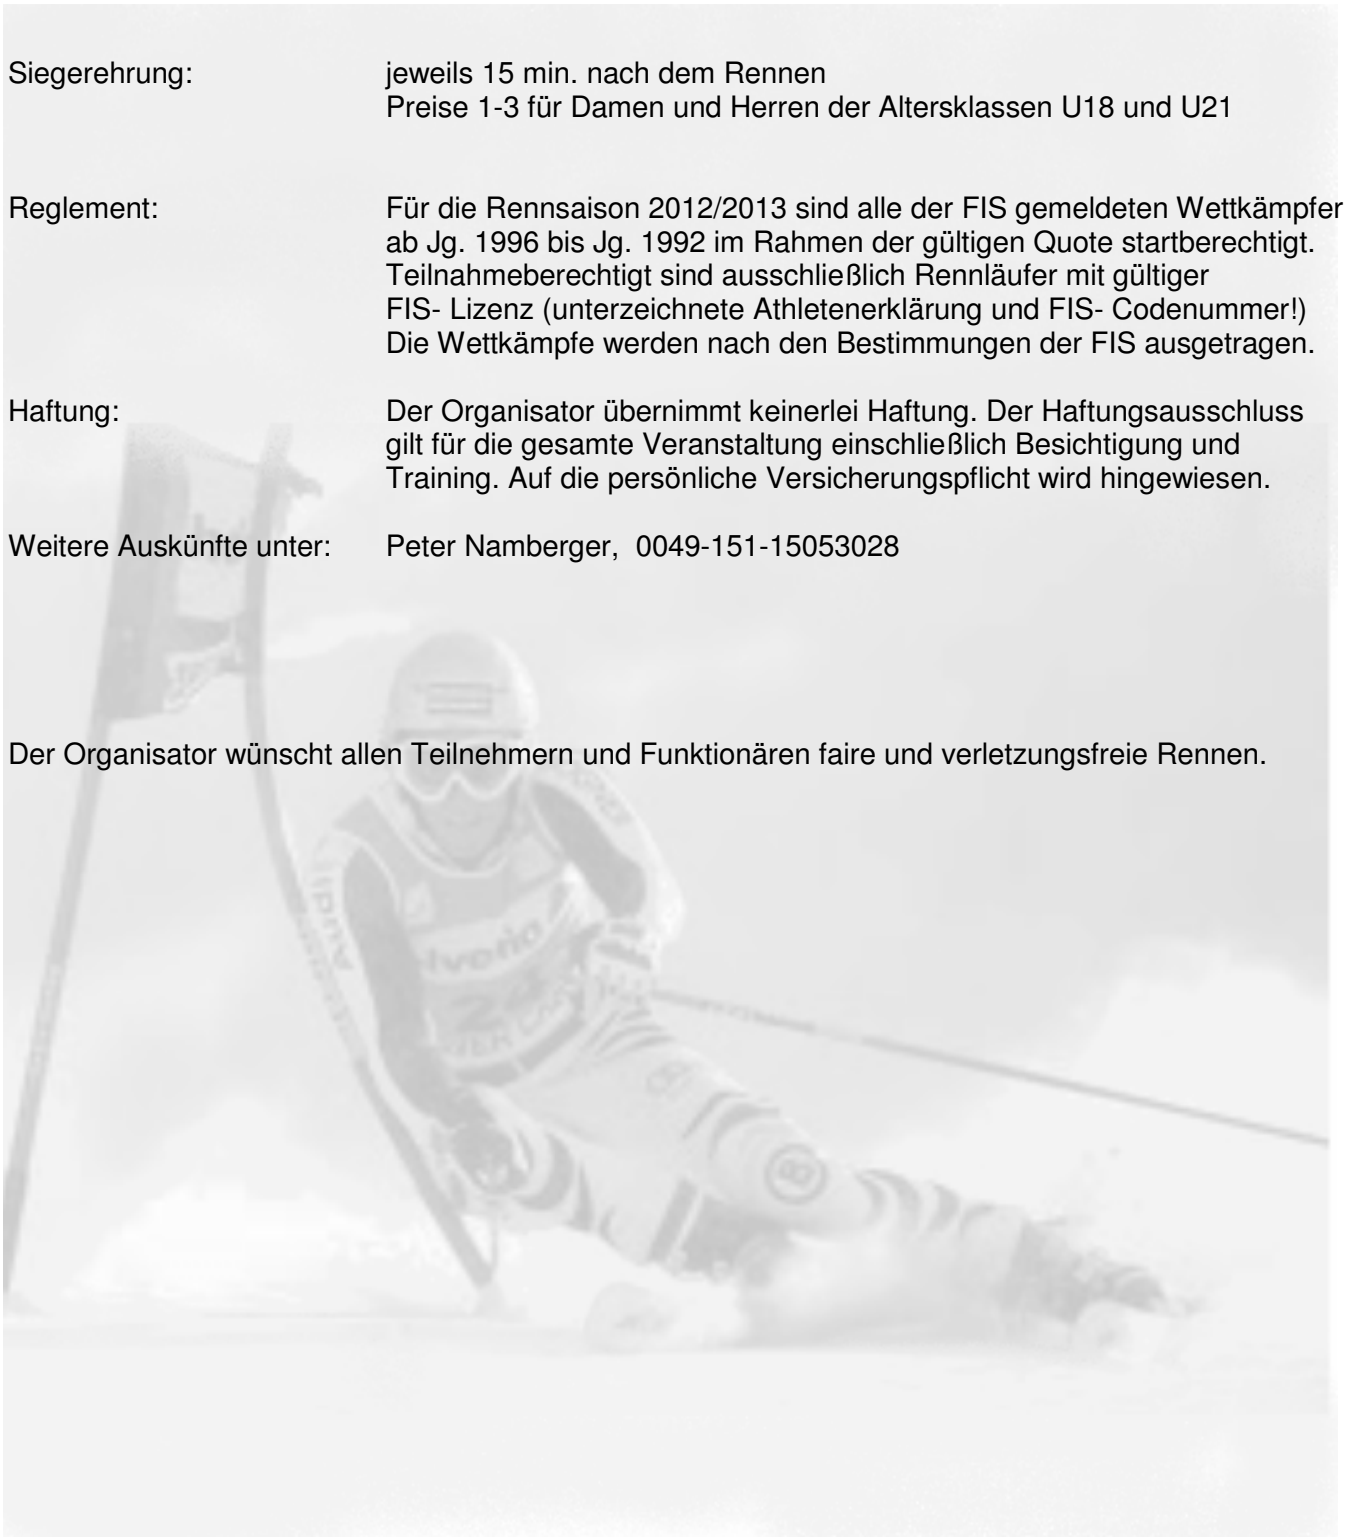 Siegerehrung: jeweils 15 min. nach dem Rennen
Preise 1-3 für Damen und Herren der Altersklassen U18 und U21
Reglement: Für die Rennsaison 2012/2013 sind alle der FIS gemeldeten Wettkämpfer
ab Jg. 1996 bis Jg. 1992 im Rahmen der gültigen Quote startberechtigt.
Teilnahmeberechtigt sind ausschließlich Rennläufer mit gültiger
FIS- Lizenz (unterzeichnete Athletenerklärung und FIS- Codenummer!)
Die Wettkämpfe werden nach den Bestimmungen der FIS ausgetragen.
Haftung: Der Organisator übernimmt keinerlei Haftung. Der Haftungsausschluss
gilt für die gesamte Veranstaltung einschließlich Besichtigung und
Training. Auf die persönliche Versicherungspflicht wird hingewiesen.
Weitere Auskünfte unter: Peter Namberger, 0049-151-15053028
Der Organisator wünscht allen Teilnehmern und Funktionären faire und verletzungsfreie Rennen.
Audi
Helvetia